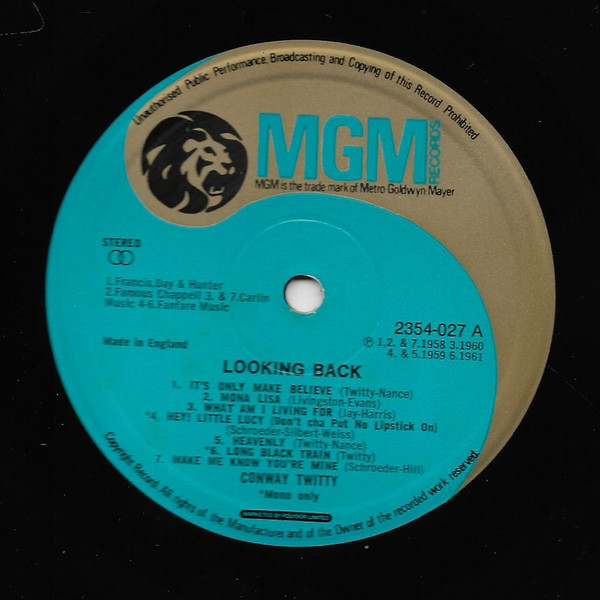 Unauthorised Public Performance, Broadcasting and Copying of this Record Prohibited
MGM
RECORDS
MGM is the trade mark of Metro Goldwyn Mayer
STEREO
1.Francis,Day & Hunter
2.Famous Chappell 3. & 7.Carlin
Music 4-6.Fanfare Music
Made in England
2354-027 A
℗ 1,2, & 7.1958 3.1960
4. & 5.1959 6.1961
LOOKING BACK
1. IT'S ONLY MAKE BELIEVE (Twitty-Nance)
2. MONA LISA (Livingston-Evans)
3. WHAT AM I LIVING FOR (Jay-Harris)
*4. HEY! LITTLE LUCY (Don't cha Put No Lipstick On)
(Schroeder-Silbert-Weiss)
5. HEAVENLY (Twitty-Nance)
*6. LONG BLACK TRAIN (Twitty)
7. MAKE ME KNOW YOU'RE MINE (Schroeder-Hill)
CONWAY TWITTY
*Mono only
MARKETED BY POLYDOR LIMITED
Copyright Record. All rights of the Manufacturer and of the Owner of the recorded work reserved.